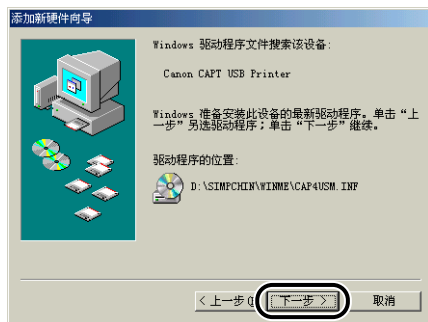 添加新硬件向导
Windows 驱动程序文件搜索该设备:
Canon CAPT USB Printer
Windows 准备安装此设备的最新驱动程序。单击“上
一步”另选驱动程序;单击“下一步”继续。
驱动程序的位置:
D:\SIMPCHIN\WINME\CAP4USM.INF
< 上一步
下一步 >
取消